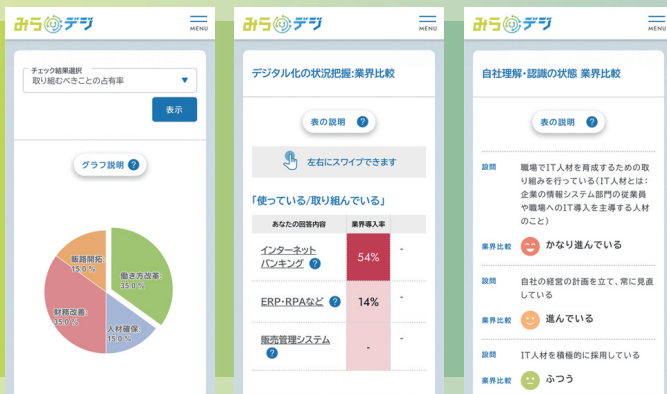 みらデジ
MENU
チェック結果選択
取り組むべきことの占有率
▼
表示
グラフ説明 ?
販路開拓:
15.0 %
働き方改革:
35.0 %
財務改善:
35.0 %
人材確保:
15.0 %
みらデジ
MENU
デジタル化の状況把握:業界比較
表の説明 ?
左右にスワイプできます
「使っている/取り組んでいる」
あなたの回答内容 業界導入率
インターネット
バンキング ? 54% -
ERP・RPAなど ? 14% -
販売管理システム
? - -
みらデジ
MENU
自社理解・認識の状態 業界比較
表の説明 ?
設問 職場でIT人材を育成するための取
り組みを行っている(IT人材とは:
企業の情報システム部門の従業員
や職場へのIT導入を主導する人材
のこと)
業界比較 かなり進んでいる
設問 自社の経営の計画を立て、常に見直
している
業界比較 進んでいる
設問 IT人材を積極的に採用している
業界比較 ふつう